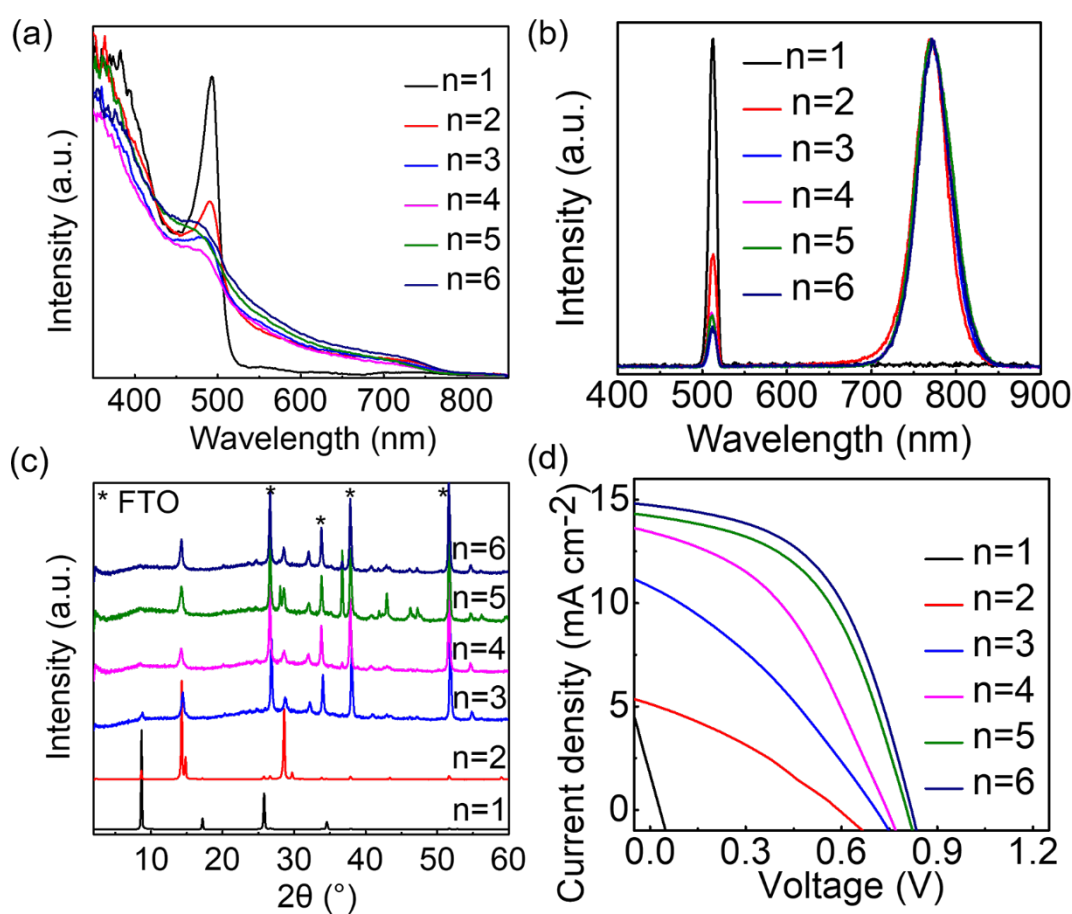 (a)
Intensity (a.u.)
n=1
n=2
n=3
n=4
n=5
n=6
400 500 600 700 800
Wavelength (nm)
(b)
Intensity (a.u.)
n=1
n=2
n=3
n=4
n=5
n=6
400 500 600 700 800 900
Wavelength (nm)
(c)
Intensity (a.u.)
* FTO
* * * *
n=6
n=5
n=4
n=3
n=2
n=1
10 20 30 40 50 60
2θ (°)
(d)
Current density (mA cm-2)
15
10
5
0
n=1
n=2
n=3
n=4
n=5
n=6
0.0 0.3 0.6 0.9 1.2
Voltage (V)